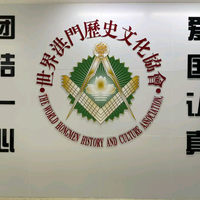 世界洪門歷史文化協會
THE WORLD HONGMEN HISTORY AND CULTURE ASSOCIATION
团结一心
爱国认真